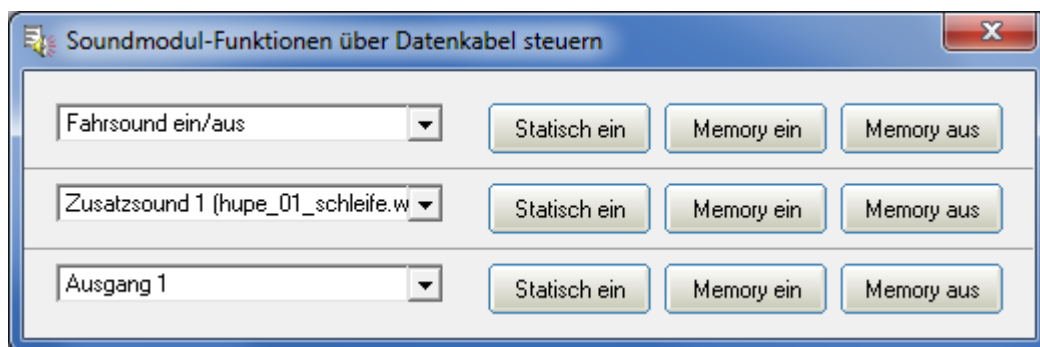 Soundmodul-Funktionen über Datenkabel steuern
Fahrsound ein/aus Statisch ein Memory ein Memory aus
Zusatzsound 1 (hupe_01_schleife.w Statisch ein Memory ein Memory aus
Ausgang 1 Statisch ein Memory ein Memory aus